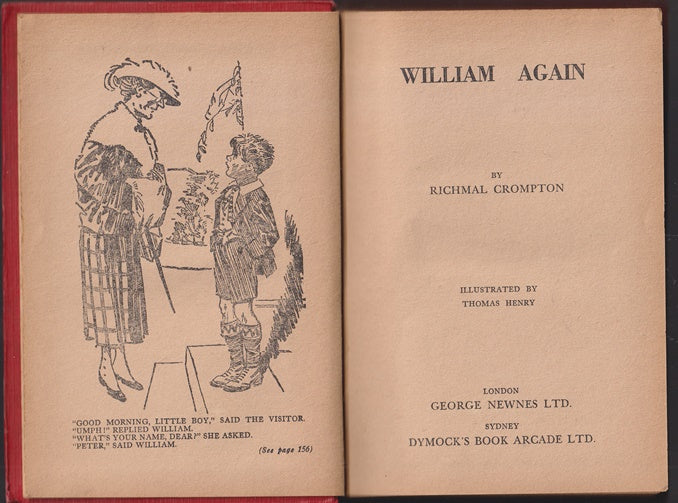 "GOOD MORNING, LITTLE BOY," SAID THE VISITOR.
"UMPH!" REPLIED WILLIAM.
"WHAT'S YOUR NAME, DEAR?" SHE ASKED.
"PETER," SAID WILLIAM.
(See page 156)
WILLIAM AGAIN
BY
RICHMAL CROMPTON
ILLUSTRATED BY
THOMAS HENRY
LONDON
GEORGE NEWNES LTD.
SYDNEY
DYMOCK'S BOOK ARCADE LTD.